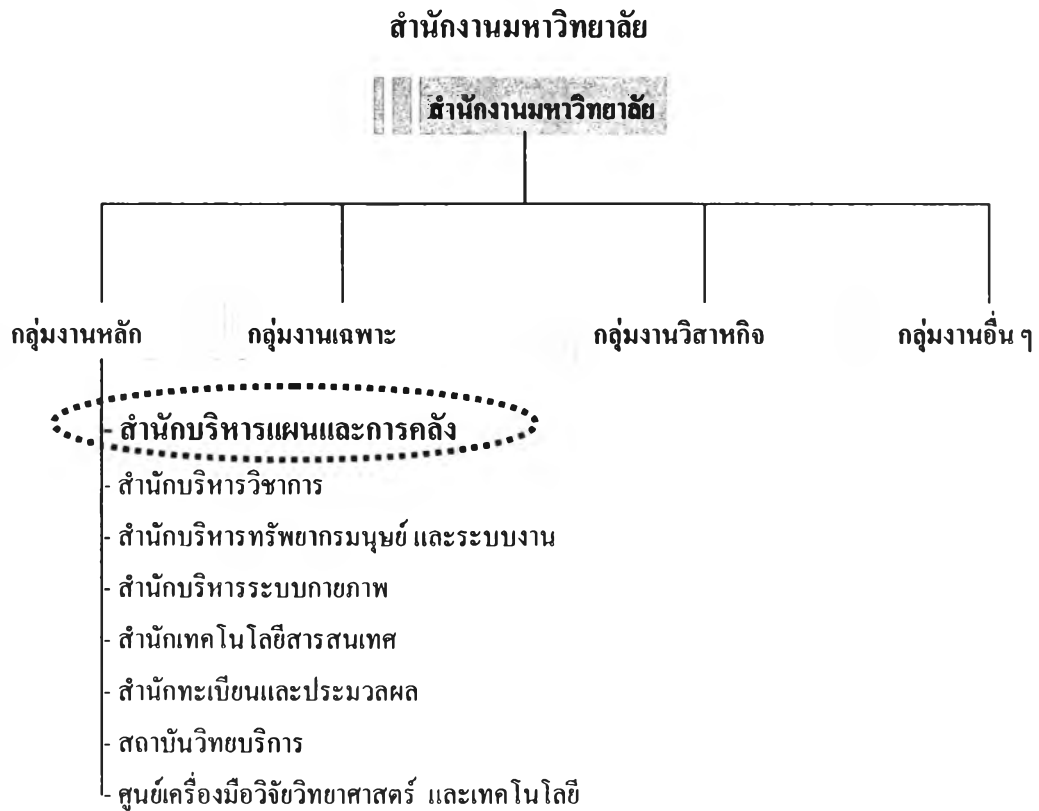 สำนักงานมหาวิทยาลัย
สำนักงานมหาวิทยาลัย
กลุ่มงานหลัก กลุ่มงานเฉพาะ กลุ่มงานวิสาหกิจ กลุ่มงานอื่น ๆ
- สำนักบริหารแผนและการคลัง
- สำนักบริหารวิชาการ
- สำนักบริหารทรัพยากรมนุษย์ และระบบงาน
- สำนักบริหารระบบกายภาพ
- สำนักเทคโนโลยีสารสนเทศ
- สำนักทะเบียนและประมวลผล
- สถาบันวิทยบริการ
- ศูนย์เครื่องมือวิจัยวิทยาศาสตร์ และเทคโนโลยี